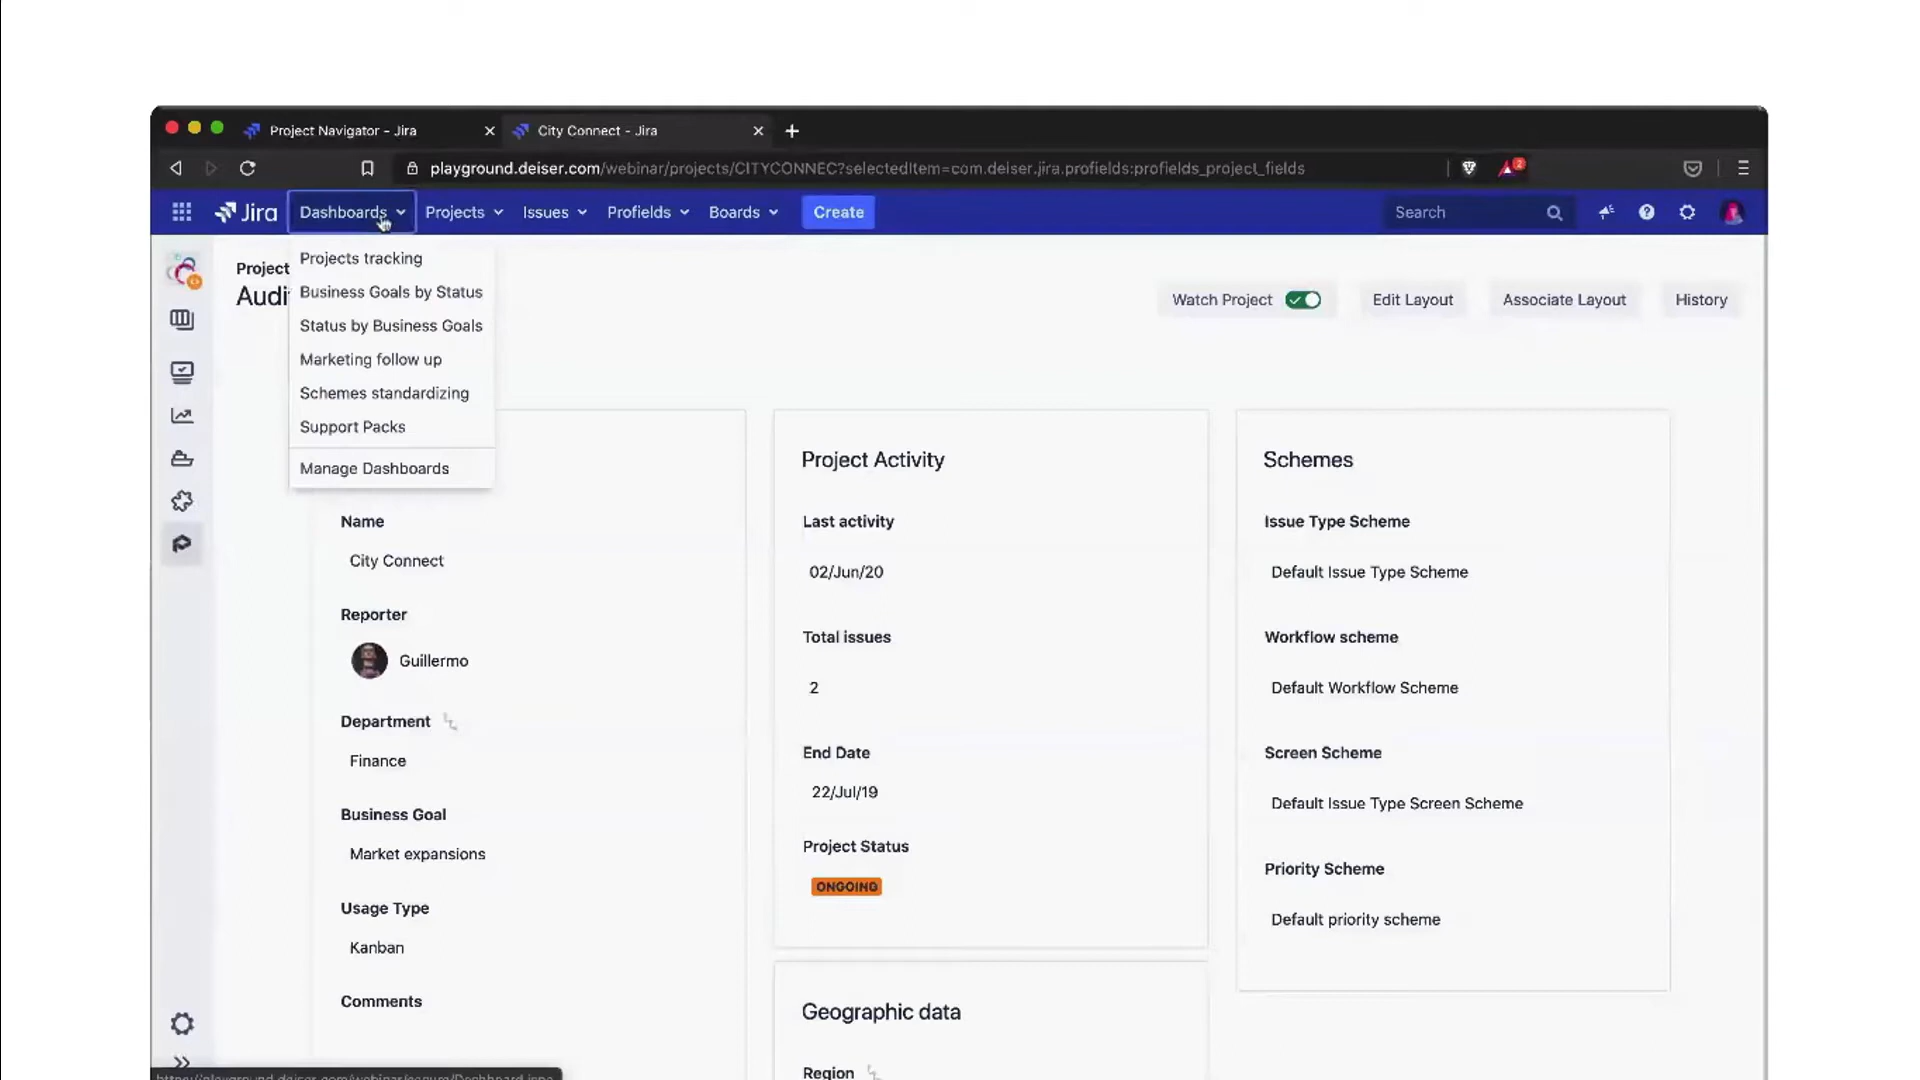 Project Navigator - Jira
City Connect - Jira
playground.deiser.com/webinar/projects/CITYCONNEC?selectedItem=com.deiser.jira.profields:profields_project_fields
2
Jira
Dashboards
Projects
Issues
Profields
Boards
Create
Search
Projects tracking
Business Goals by Status
Status by Business Goals
Marketing follow up
Schemes standardizing
Support Packs
Manage Dashboards
Project
Watch Project
Edit Layout
Associate Layout
History
Name
City Connect
Reporter
Guillermo
Department
Finance
Business Goal
Market expansions
Usage Type
Kanban
Comments
Project Activity
Last activity
02/Jun/20
Total issues
2
End Date
22/Jul/19
Project Status
ONGOING
Geographic data
Region
Schemes
Issue Type Scheme
Default Issue Type Scheme
Workflow scheme
Default Workflow Scheme
Screen Scheme
Default Issue Type Screen Scheme
Priority Scheme
Default priority scheme